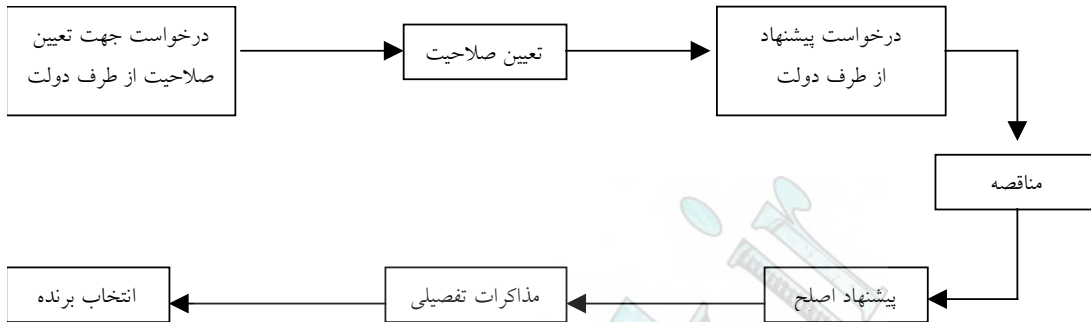 درخواست جهت تعیین
صلاحیت از طرف دولت
تعیین صلاحیت
درخواست پیشنهاد
از طرف دولت
مناقصه
پیشنهاد اصلح
مذاکرات تفصیلی
انتخاب برنده